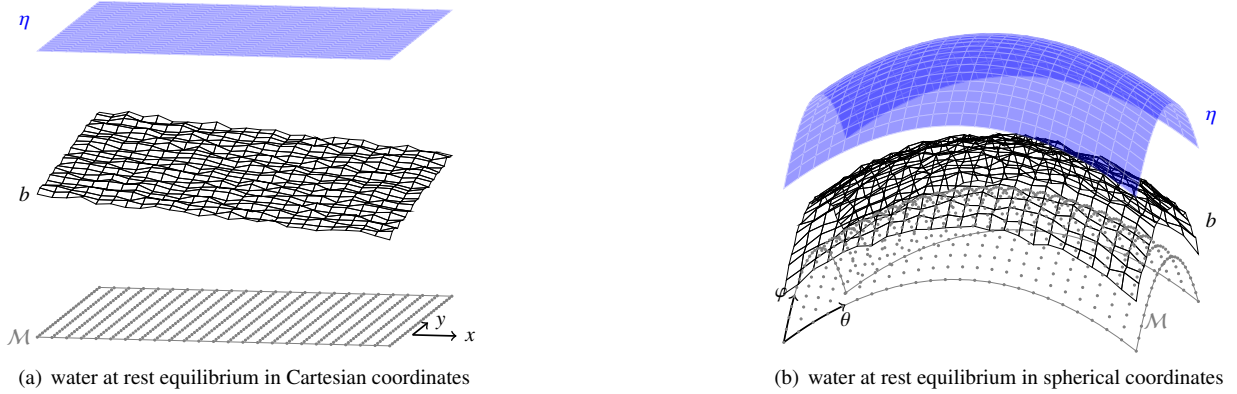 η
b
ℳ
y
x
(a) water at rest equilibrium in Cartesian coordinates
η
b
φ
θ
ℳ
(b) water at rest equilibrium in spherical coordinates